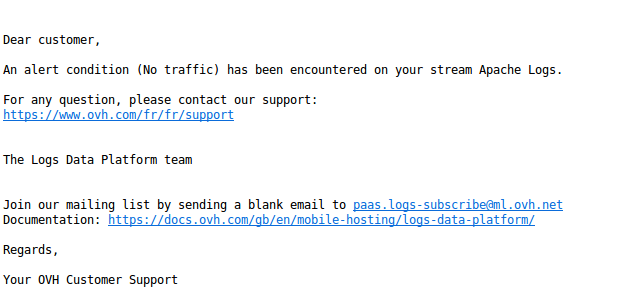 Dear customer,
An alert condition (No traffic) has been encountered on your stream Apache Logs.
For any question, please contact our support:
https://www.ovh.com/fr/fr/support
The Logs Data Platform team
Join our mailing list by sending a blank email to paas.logs-subscribe@ml.ovh.net
Documentation: https://docs.ovh.com/gb/en/mobile-hosting/logs-data-platform/
Regards,
Your OVH Customer Support